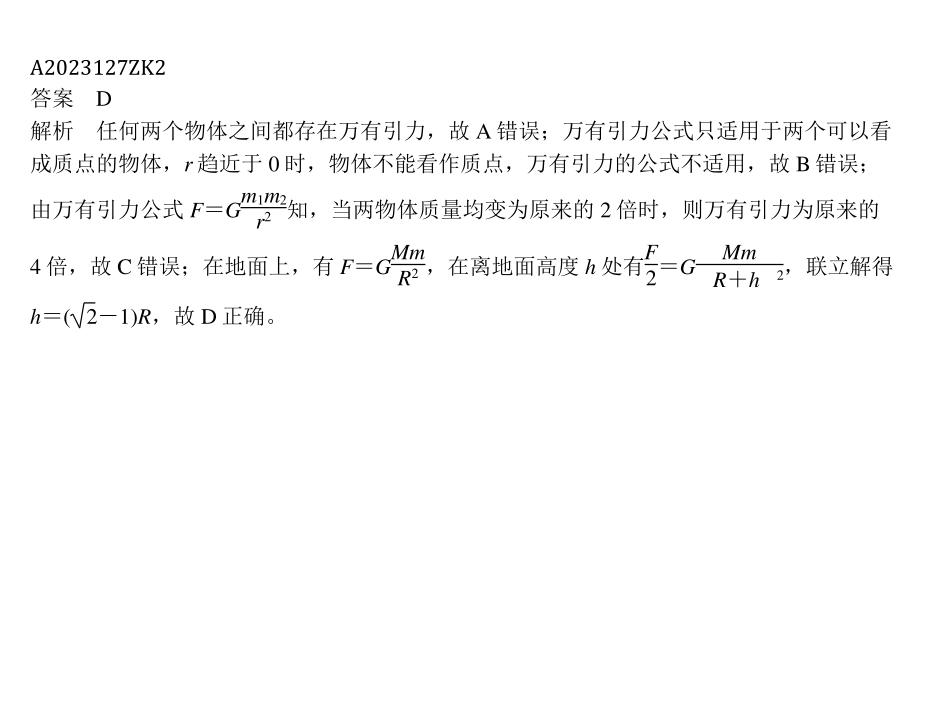 A2023127ZK2
答案　D
解析　任何两个物体之间都存在万有引力，故 A 错误；万有引力公式只适用于两个可以看
成质点的物体，r 趋近于 0 时，物体不能看作质点，万有引力的公式不适用，故 B 错误；
由万有引力公式 F＝G\frac{m_1m_2}{r^2}知，当两物体质量均变为原来的 2 倍时，则万有引力为原来的
4 倍，故 C 错误；在地面上，有 F＝G\frac{Mm}{R^2}，在离地面高度 h 处有\frac{F}{2}＝G\frac{Mm}{R＋h ^2}，联立解得
h＝(√2－1)R，故 D 正确。